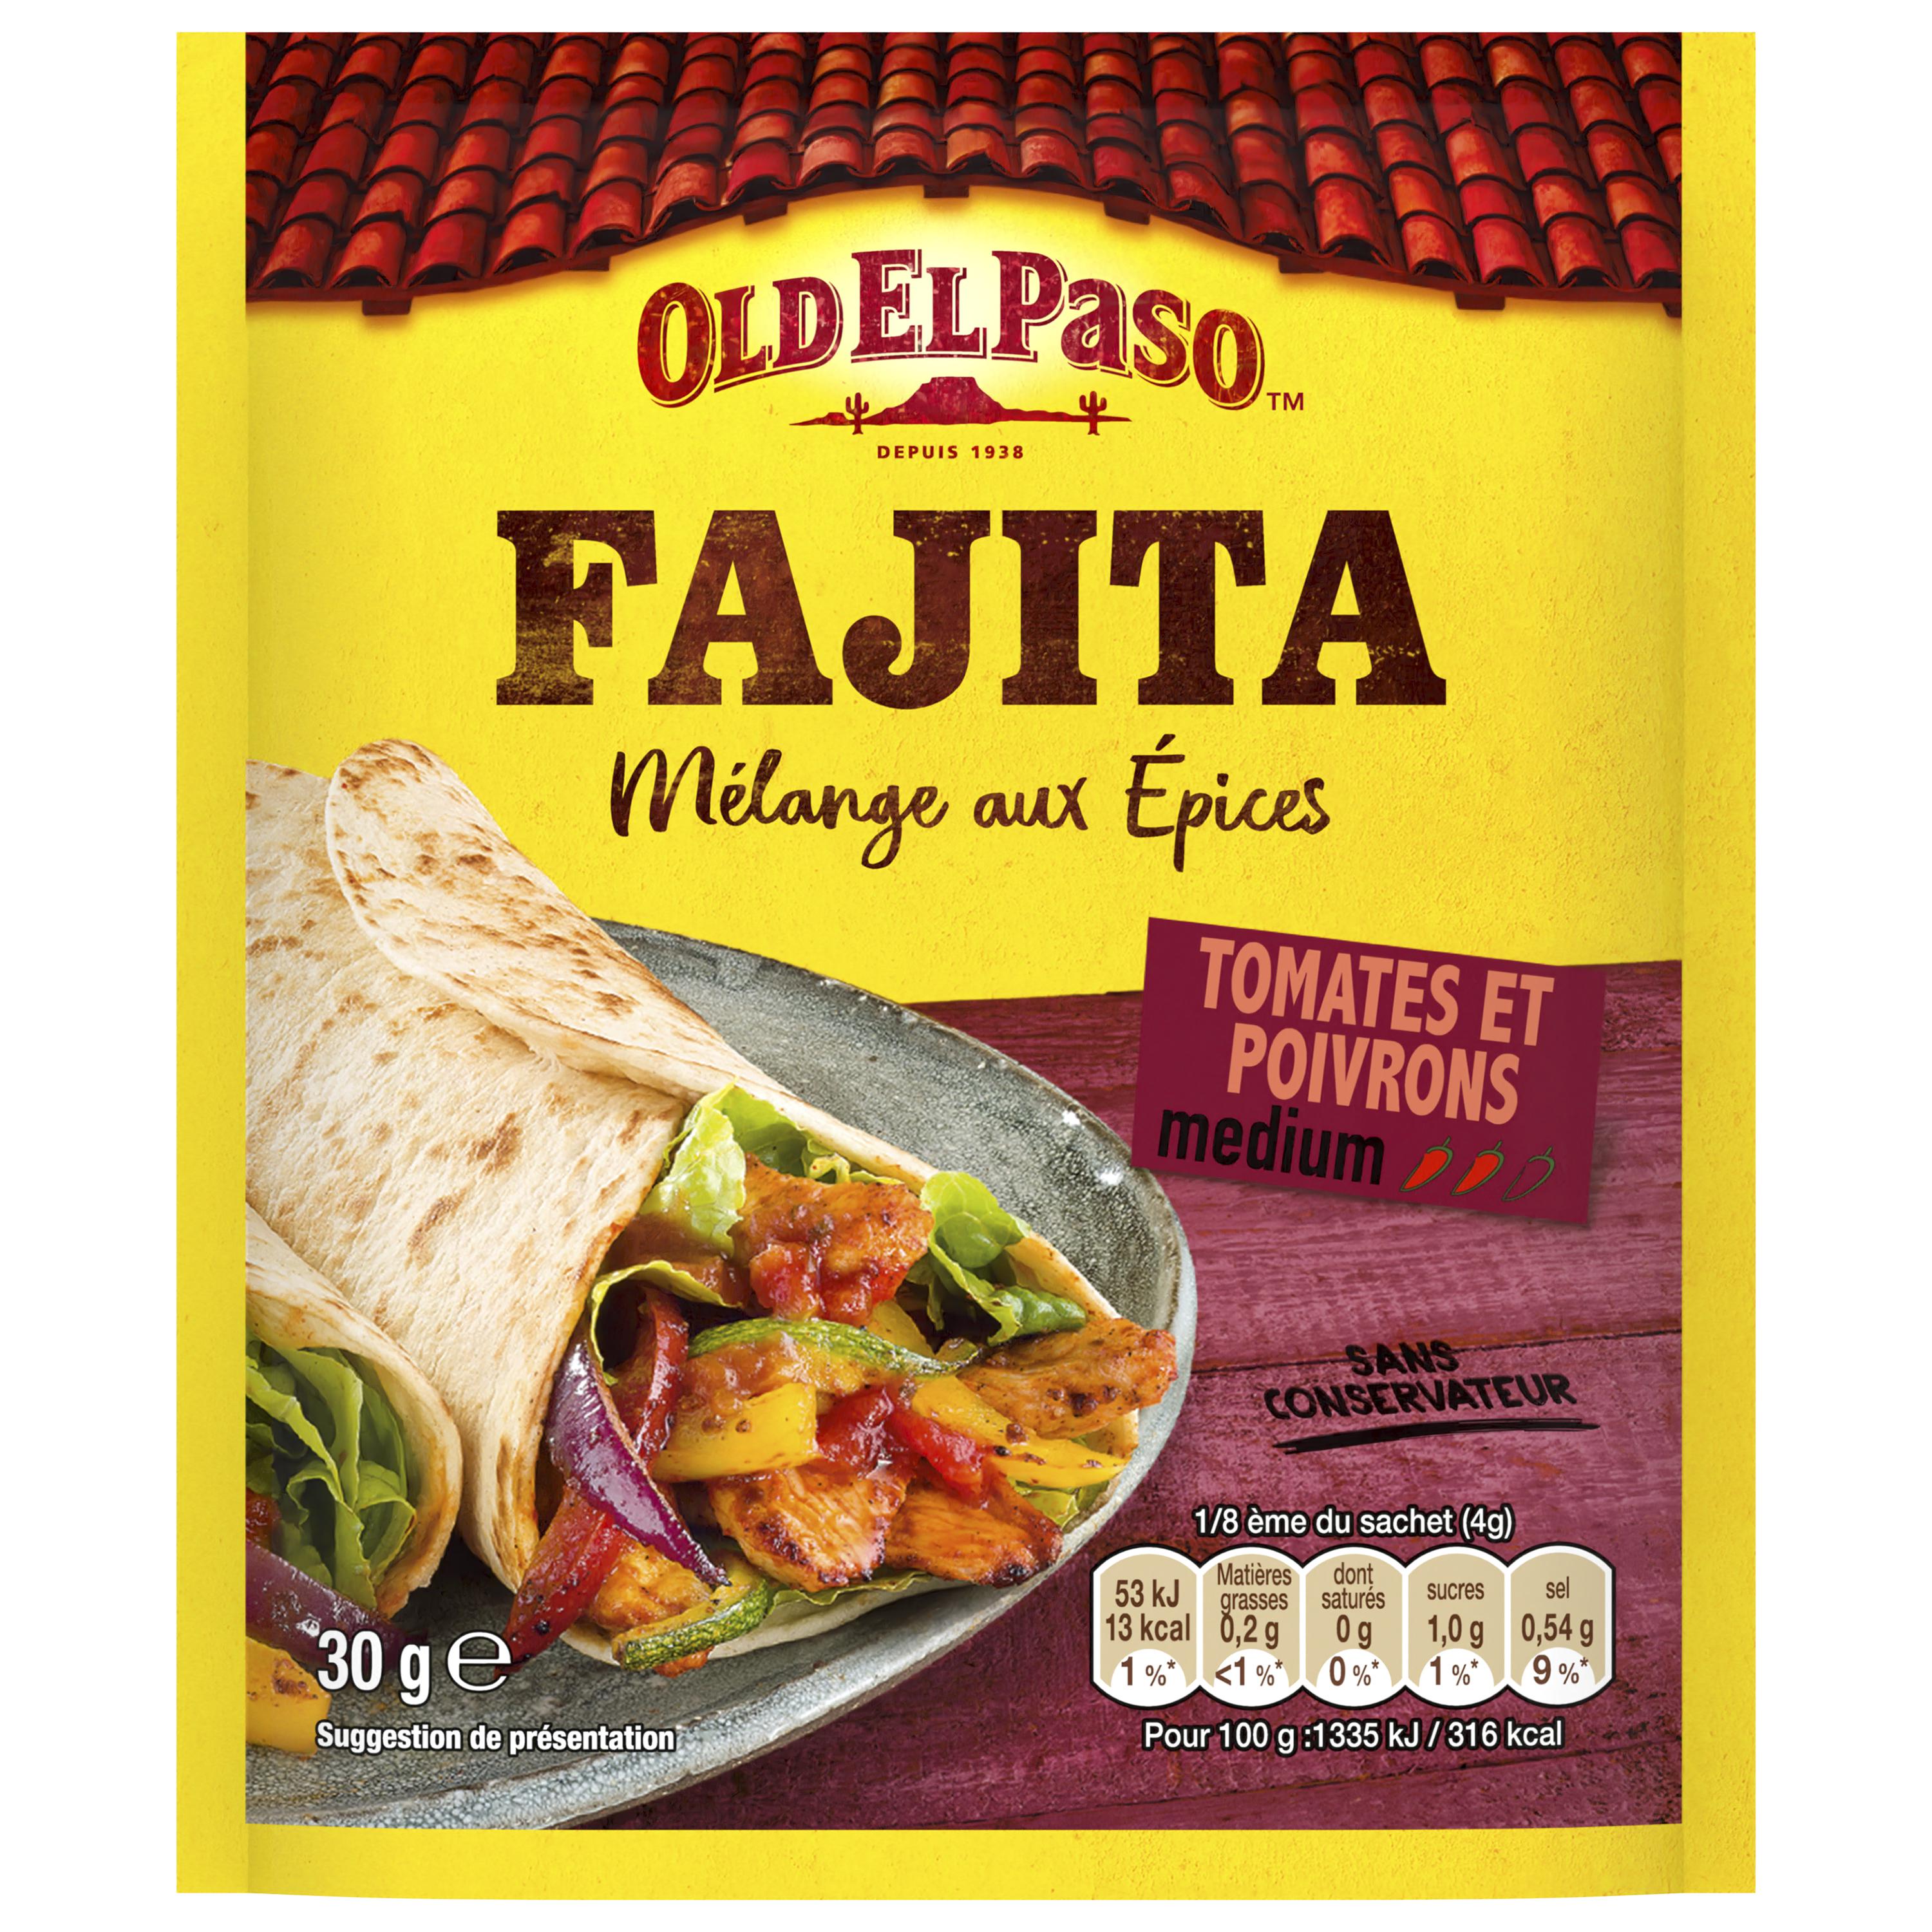 OLD EL PASO™
DEPUIS 1938
FAJITA
Mélange aux Épices
TOMATES ET
POIVRONS
medium
SANS
CONSERVATEUR
1/8 ème du sachet (4g)
53 kJ
13 kcal
1 %*
Matières
grasses
0,2 g
<1 %*
dont
saturés
0 g
0 %*
sucres
1,0 g
1 %*
sel
0,54 g
9 %*
Pour 100 g :1335 kJ / 316 kcal
30 g ℮
Suggestion de présentation